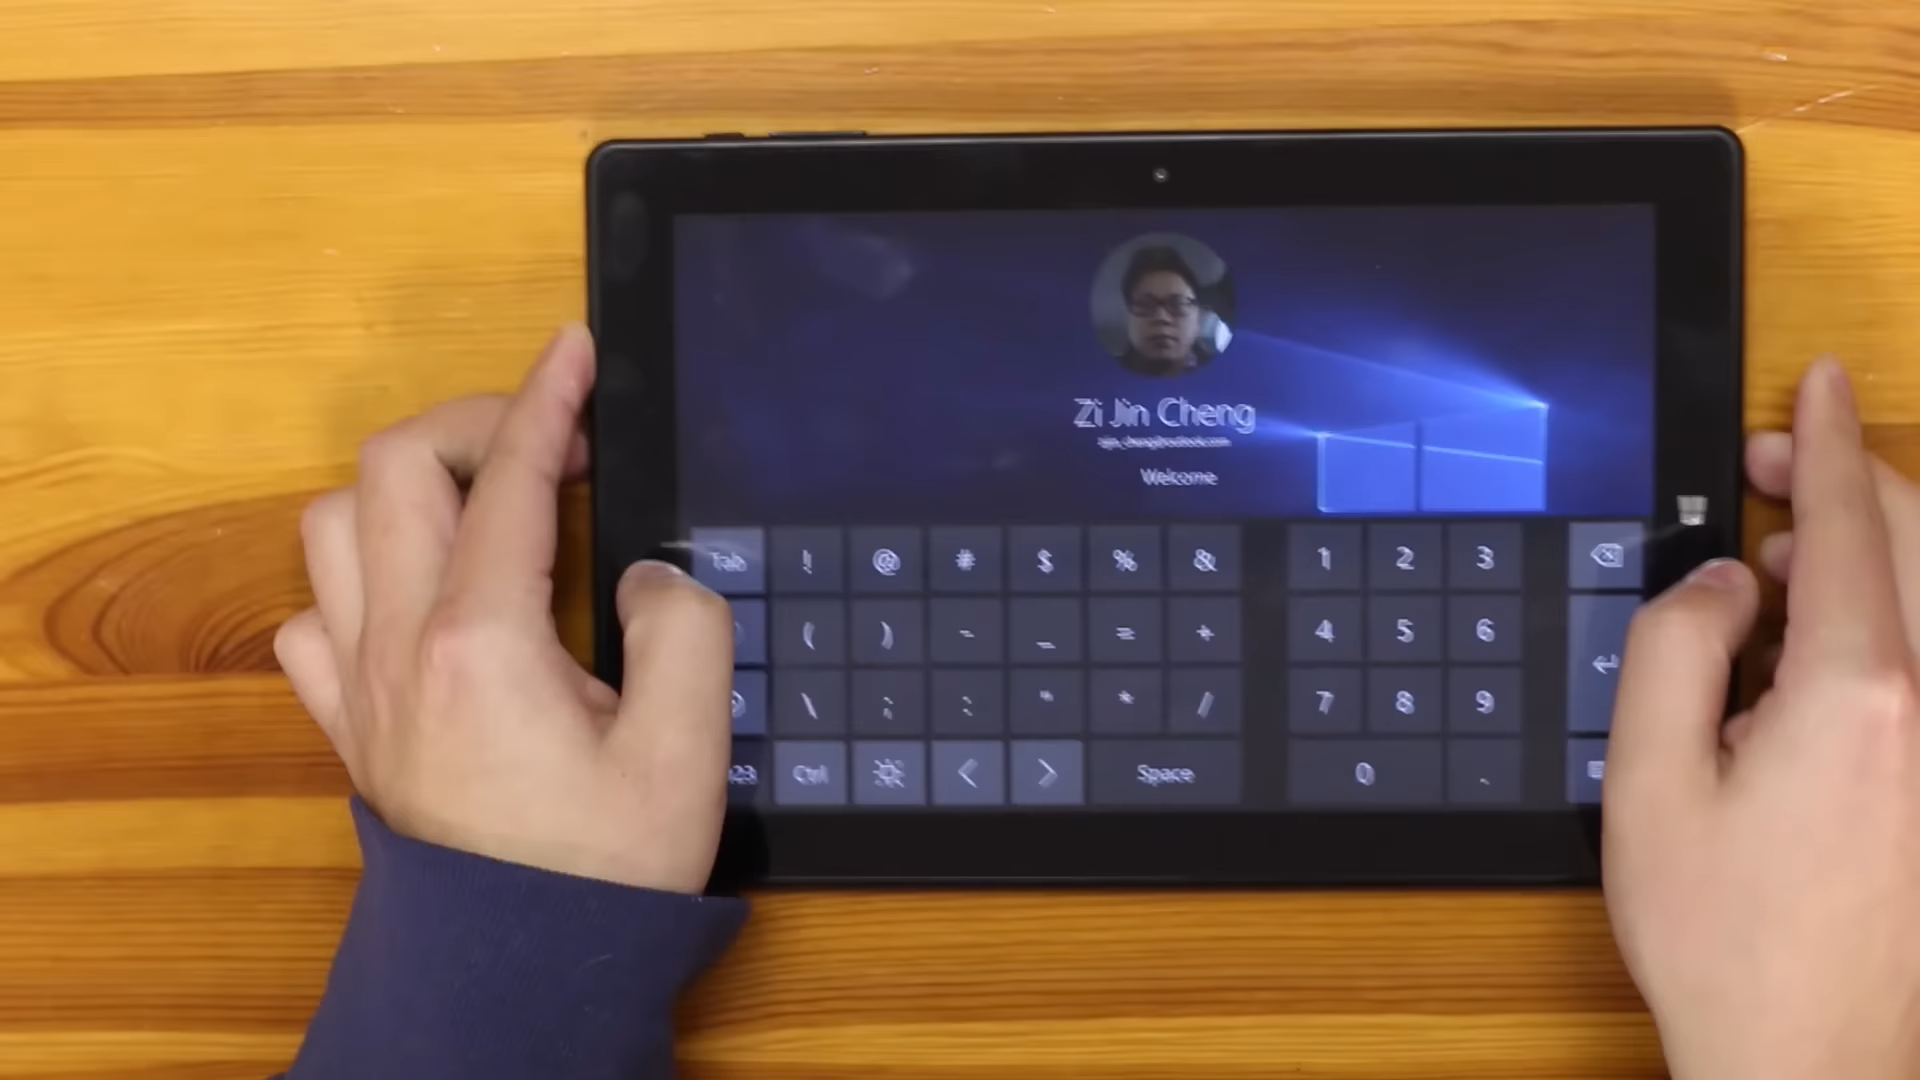 Zi Jin Cheng
Welcome
Tab ! @ # $ % & 1 2 3
( ) - _ = + 4 5 6
\ ; : " * / 7 8 9
Ctrl < > Space 0 .